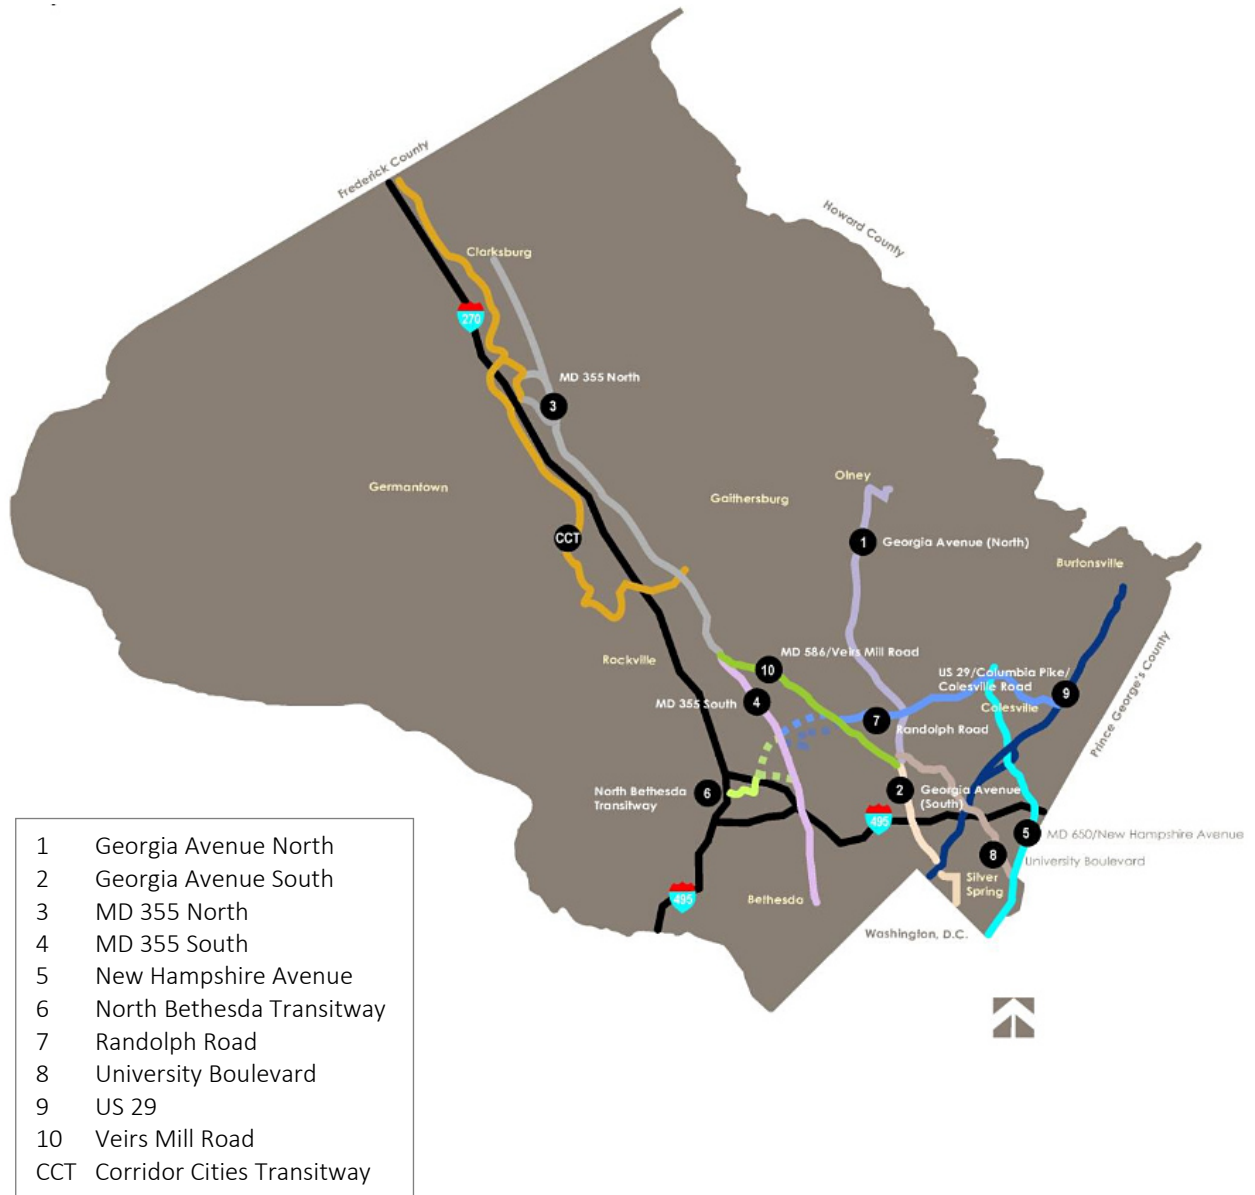 Frederick County
Howard County
Clarksburg
270
MD 355 North
3
Germantown
Gaithersburg
Olney
CCT
1 Georgia Avenue (North)
Burtonsville
Rockville
MD 586/Veirs Mill Road
10
US 29/Columbia Pike/
Colesville Road
9
Colesville
Prince George's County
MD 355 South 4
7
Randolph Road
North Bethesda
Transitway
6
2 Georgia Avenue
(South)
495
5 MD 650/New Hampshire Avenue
8 University Boulevard
Silver
Spring
495
Bethesda
Washington, D.C.
1 Georgia Avenue North
2 Georgia Avenue South
3 MD 355 North
4 MD 355 South
5 New Hampshire Avenue
6 North Bethesda Transitway
7 Randolph Road
8 University Boulevard
9 US 29
10 Veirs Mill Road
CCT Corridor Cities Transitway